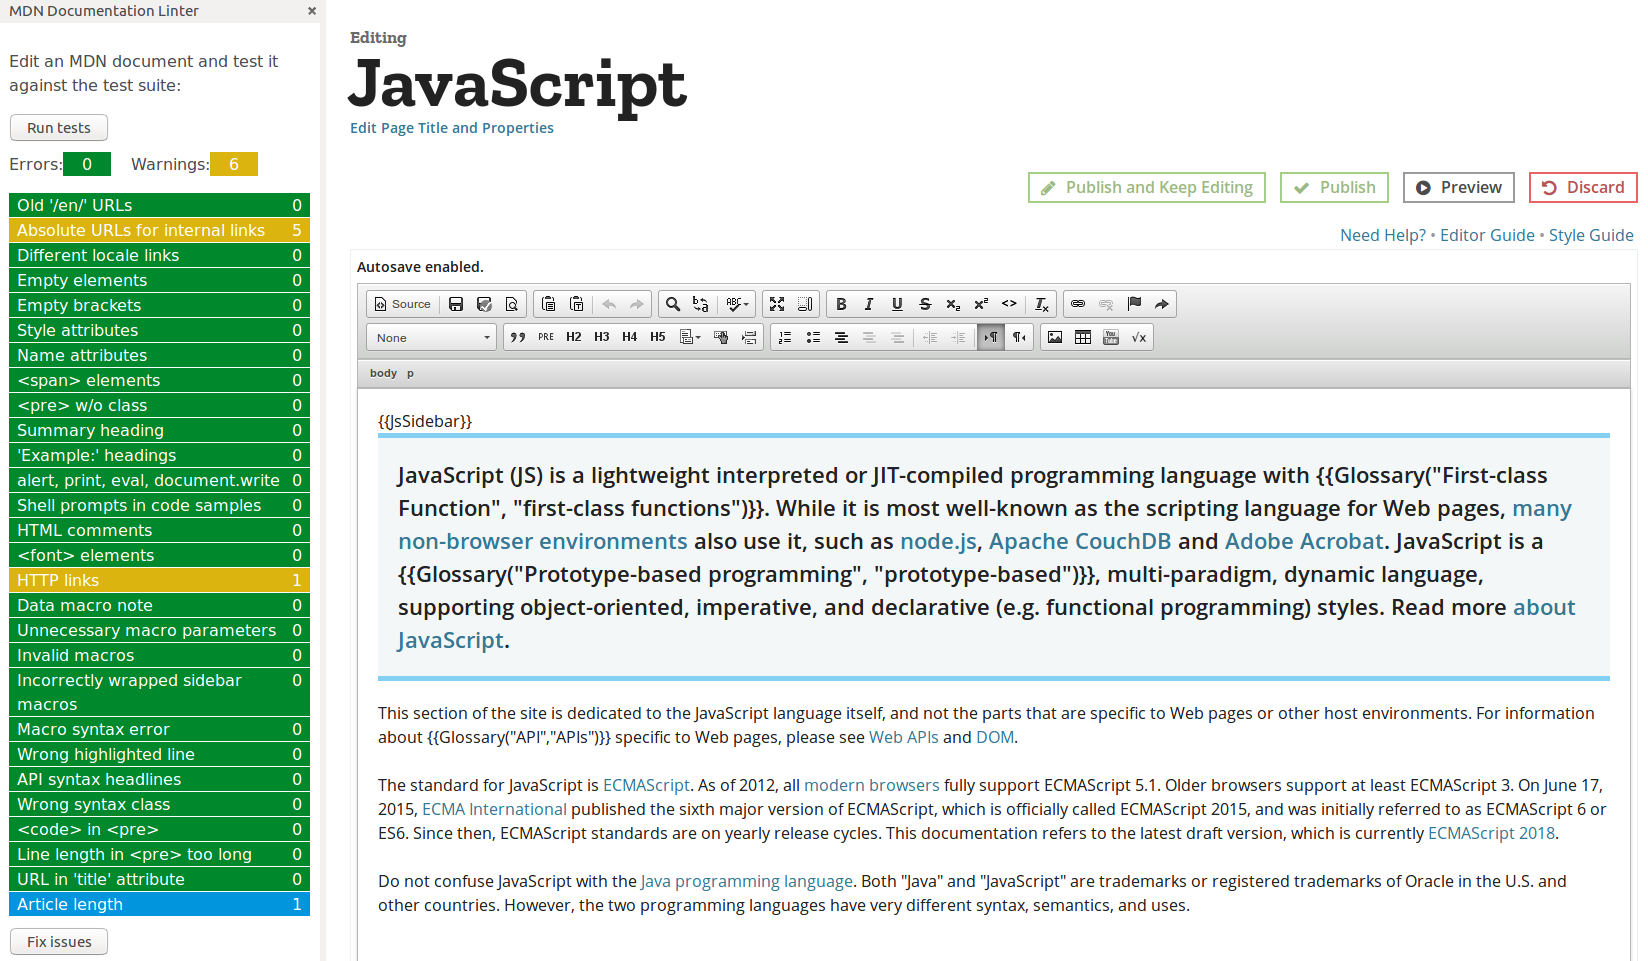 MDN Documentation Linter ×
Edit an MDN document and test it
against the test suite:
Run tests
Errors: 0 Warnings: 6
Old '/en/' URLs 0
Absolute URLs for internal links 5
Different locale links 0
Empty elements 0
Empty brackets 0
Style attributes 0
Name attributes 0
<span> elements 0
<pre> w/o class 0
Summary heading 0
'Example:' headings 0
alert, print, eval, document.write 0
Shell prompts in code samples 0
HTML comments 0
<font> elements 0
HTTP links 1
Data macro note 0
Unnecessary macro parameters 0
Invalid macros 0
Incorrectly wrapped sidebar 0
macros
Macro syntax error 0
Wrong highlighted line 0
API syntax headlines 0
Wrong syntax class 0
<code> in <pre> 0
Line length in <pre> too long 0
URL in 'title' attribute 0
Article length 1
Fix issues
Editing
JavaScript
Edit Page Title and Properties
Publish and Keep Editing Publish Preview Discard
Need Help? • Editor Guide • Style Guide
Autosave enabled.
Source ABC B I U S x₂ x² <> Tx
None PRE H2 H3 H4 H5 You Tube √x
body p
{{JsSidebar}}
JavaScript (JS) is a lightweight interpreted or JIT-compiled programming language with {{Glossary("First-class
Function", "first-class functions")}}. While it is most well-known as the scripting language for Web pages, many
non-browser environments also use it, such as node.js, Apache CouchDB and Adobe Acrobat. JavaScript is a
{{Glossary("Prototype-based programming", "prototype-based")}}, multi-paradigm, dynamic language,
supporting object-oriented, imperative, and declarative (e.g. functional programming) styles. Read more about
JavaScript.
This section of the site is dedicated to the JavaScript language itself, and not the parts that are specific to Web pages or other host environments. For information
about {{Glossary("API","APIs")}} specific to Web pages, please see Web APIs and DOM.
The standard for JavaScript is ECMAScript. As of 2012, all modern browsers fully support ECMAScript 5.1. Older browsers support at least ECMAScript 3. On June 17,
2015, ECMA International published the sixth major version of ECMAScript, which is officially called ECMAScript 2015, and was initially referred to as ECMAScript 6 or
ES6. Since then, ECMAScript standards are on yearly release cycles. This documentation refers to the latest draft version, which is currently ECMAScript 2018.
Do not confuse JavaScript with the Java programming language. Both "Java" and "JavaScript" are trademarks or registered trademarks of Oracle in the U.S. and
other countries. However, the two programming languages have very different syntax, semantics, and uses.